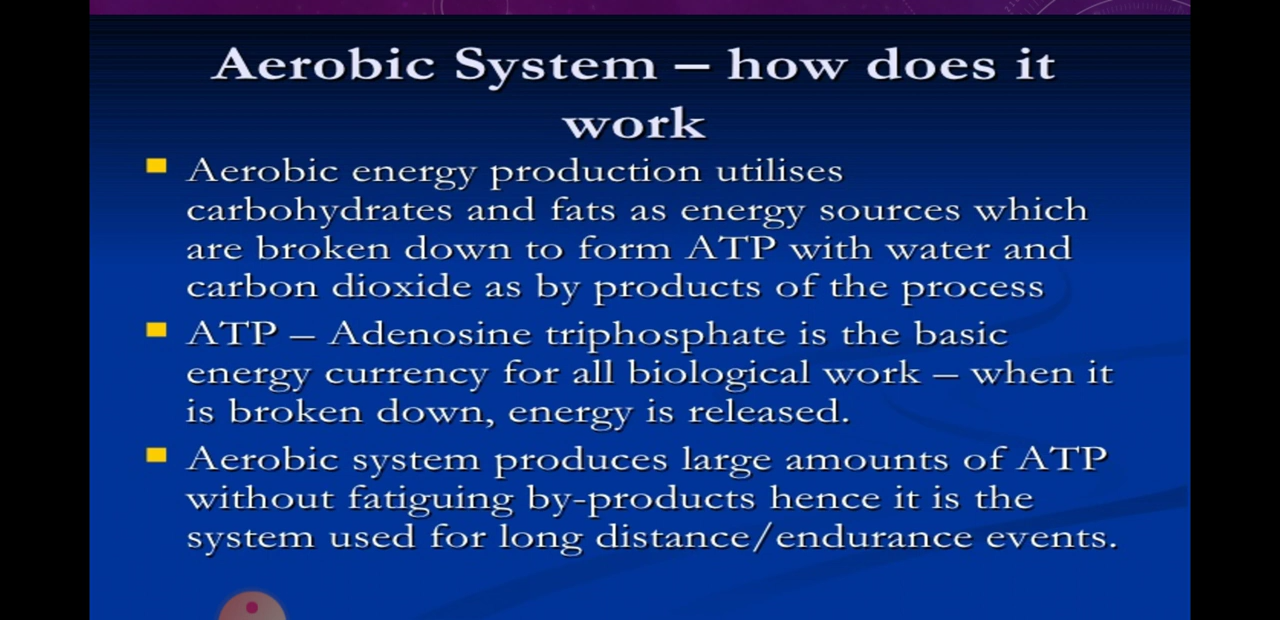 Aerobic System – how does it
work
Aerobic energy production utilises
carbohydrates and fats as energy sources which
are broken down to form ATP with water and
carbon dioxide as by products of the process
ATP – Adenosine triphosphate is the basic
energy currency for all biological work – when it
is broken down, energy is released.
Aerobic system produces large amounts of ATP
without fatiguing by-products hence it is the
system used for long distance/endurance events.